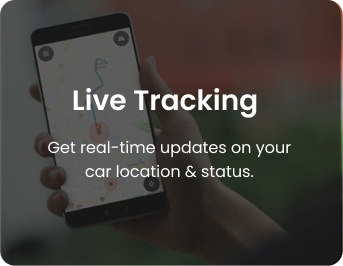 Live Tracking
Get real-time updates on your
car location & status.